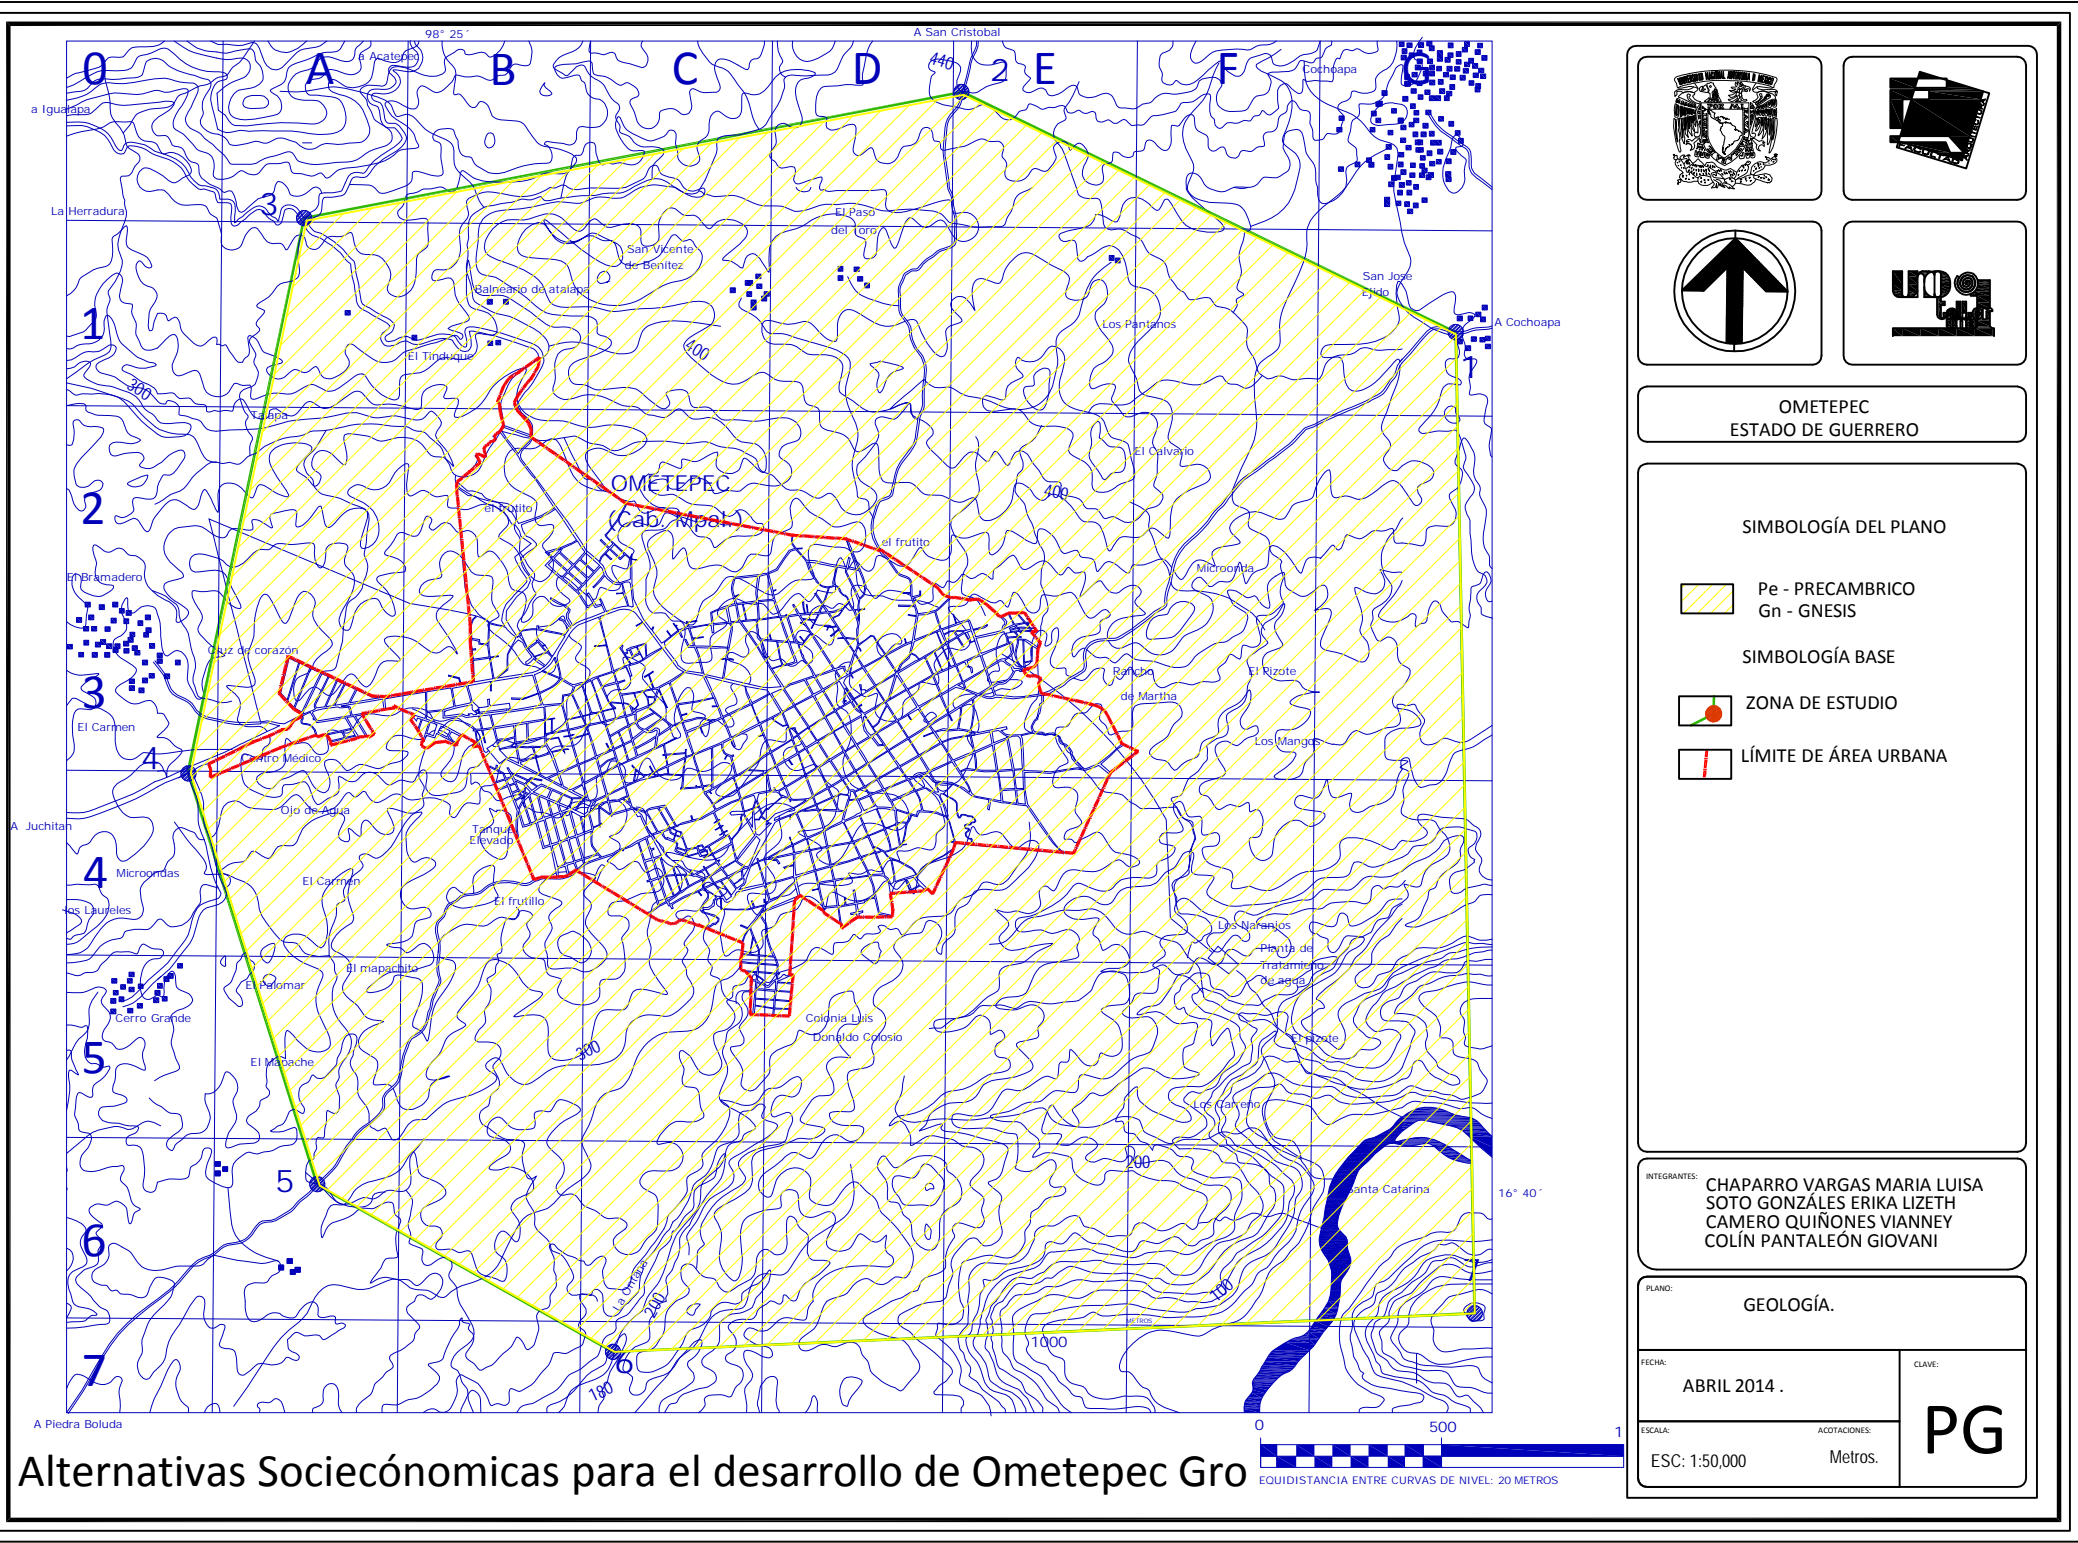 98° 25´
A San Cristobal
0
A
a Acatepec
B
C
D
440
2
E
F
Cochoapa
G
a Igualapa
La Herradura
3
El Paso
del Toro
San Vicente
de Benítez
San Jose
Ejido
Balneario de atalapa
1
Los Pantanos
A Cochoapa
El Tinduque
400
1
300
Talapa
El Calvario
OMETEPEC
400
2
el frutito
(Cab. Mpal.)
el frutito
Microonda
El Bramadero
Cruz de corazón
3
Rancho
de Martha
El Pizote
El Carmen
Los Mangos
4
Centro Médico
Ojo de Agua
A Juchitan
Tanque
Elevado
4
Microondas
El Carmen
El frutillo
los Laureles
Los Naranjos
Planta de
Tratamieno
de agua
El mapachito
El Palomar
Cerro Grande
Colonia Luis
Donaldo Colosio
5
El Mapache
300
El pizote
Los Carreño
200
5
Santa Catarina
16° 40´
6
La Ontana
200
100
7
METROS
1000
7
6
180
A Piedra Boluda
0
500
1
EQUIDISTANCIA ENTRE CURVAS DE NIVEL: 20 METROS
Alternativas Sociecónomicas para el desarrollo de Ometepec Gro
OMETEPEC
ESTADO DE GUERRERO
SIMBOLOGÍA DEL PLANO
Pe - PRECAMBRICO
Gn - GNESIS
SIMBOLOGÍA BASE
ZONA DE ESTUDIO
LÍMITE DE ÁREA URBANA
INTEGRANTES:
CHAPARRO VARGAS MARIA LUISA
SOTO GONZÁLES ERIKA LIZETH
CAMERO QUIÑONES VIANNEY
COLÍN PANTALEÓN GIOVANI
PLANO:
GEOLOGÍA.
FECHA:
ABRIL 2014 .
CLAVE:
PG
ESCALA:
ESC: 1:50,000
ACOTACIONES:
Metros.